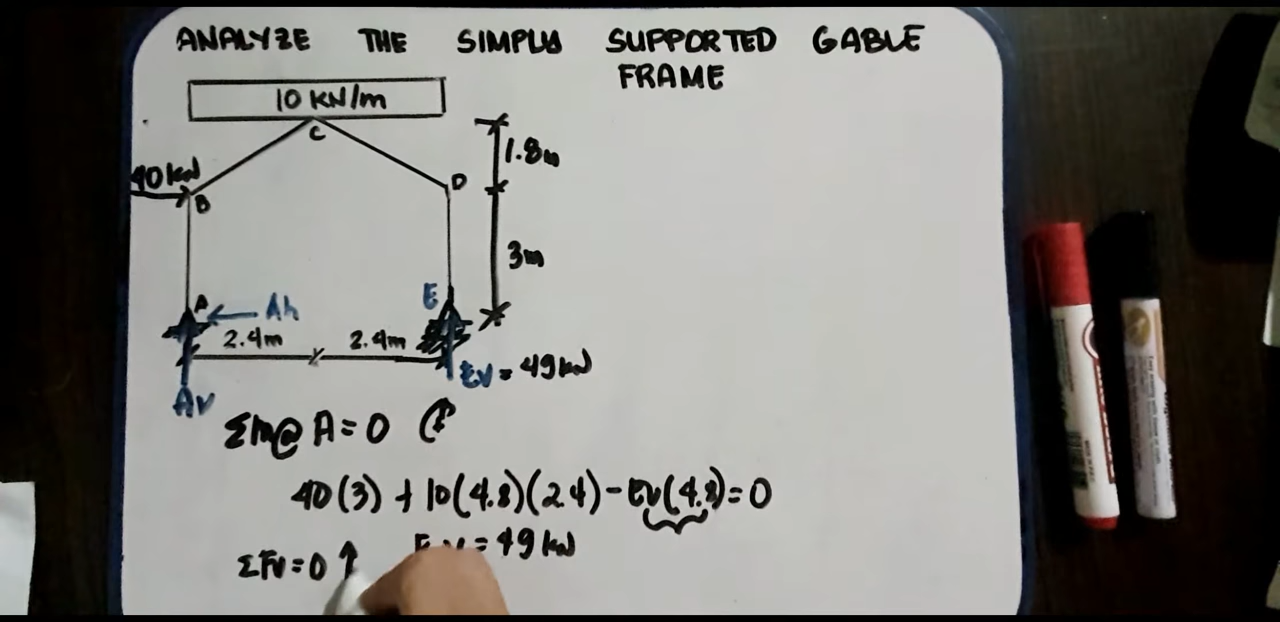 ANALYZE THE SIMPLY SUPPORTED GABLE
FRAME
10 KN/m
C
1.8m
40 kN
B
D
3m
A
Ah
E
2.4m
2.4m
Av
Ev = 49 kN
Σm@ A = 0
40(3) + 10(4.8)(2.4) - Ev(4.8) = 0
= 49 kN
ΣFv = 0 ↑